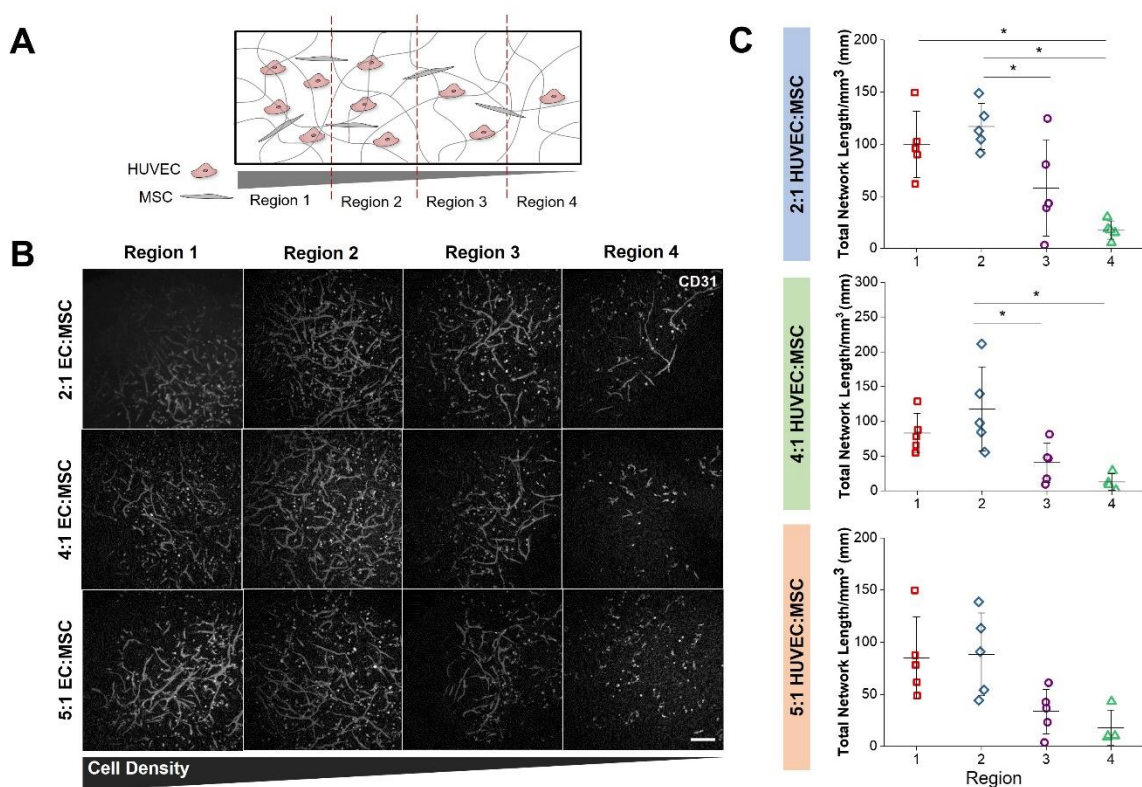 A
HUVEC
MSC
Region 1 Region 2 Region 3 Region 4
B
Region 1 Region 2 Region 3 Region 4
CD31
2:1 EC:MSC
4:1 EC:MSC
5:1 EC:MSC
Cell Density
C
2:1 HUVEC:MSC
Total Network Length/mm³ (mm)
200
150
100
50
0
* 
*
*
1 2 3 4
4:1 HUVEC:MSC
Total Network Length/mm³ (mm)
300
250
200
150
100
50
0
*
*
1 2 3 4
5:1 HUVEC:MSC
Total Network Length/mm³ (mm)
200
150
100
50
0
1 2 3 4
Region